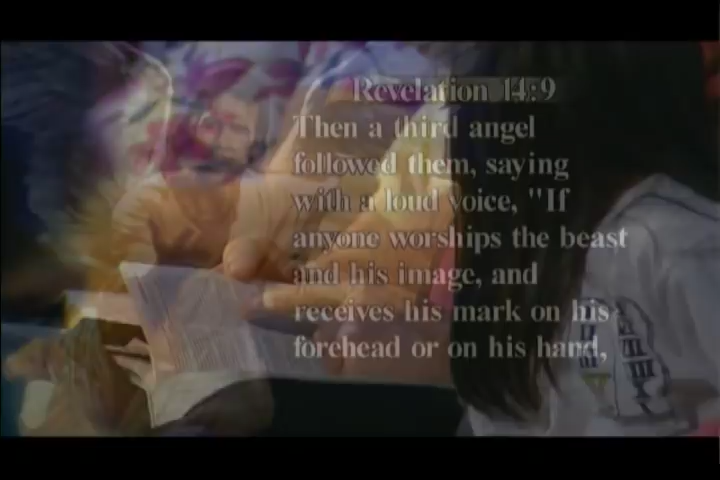 Revelation 14:9
Then a third angel
followed them, saying
with a loud voice, "If
anyone worships the beast
and his image, and
receives his mark on his
forehead or on his hand,